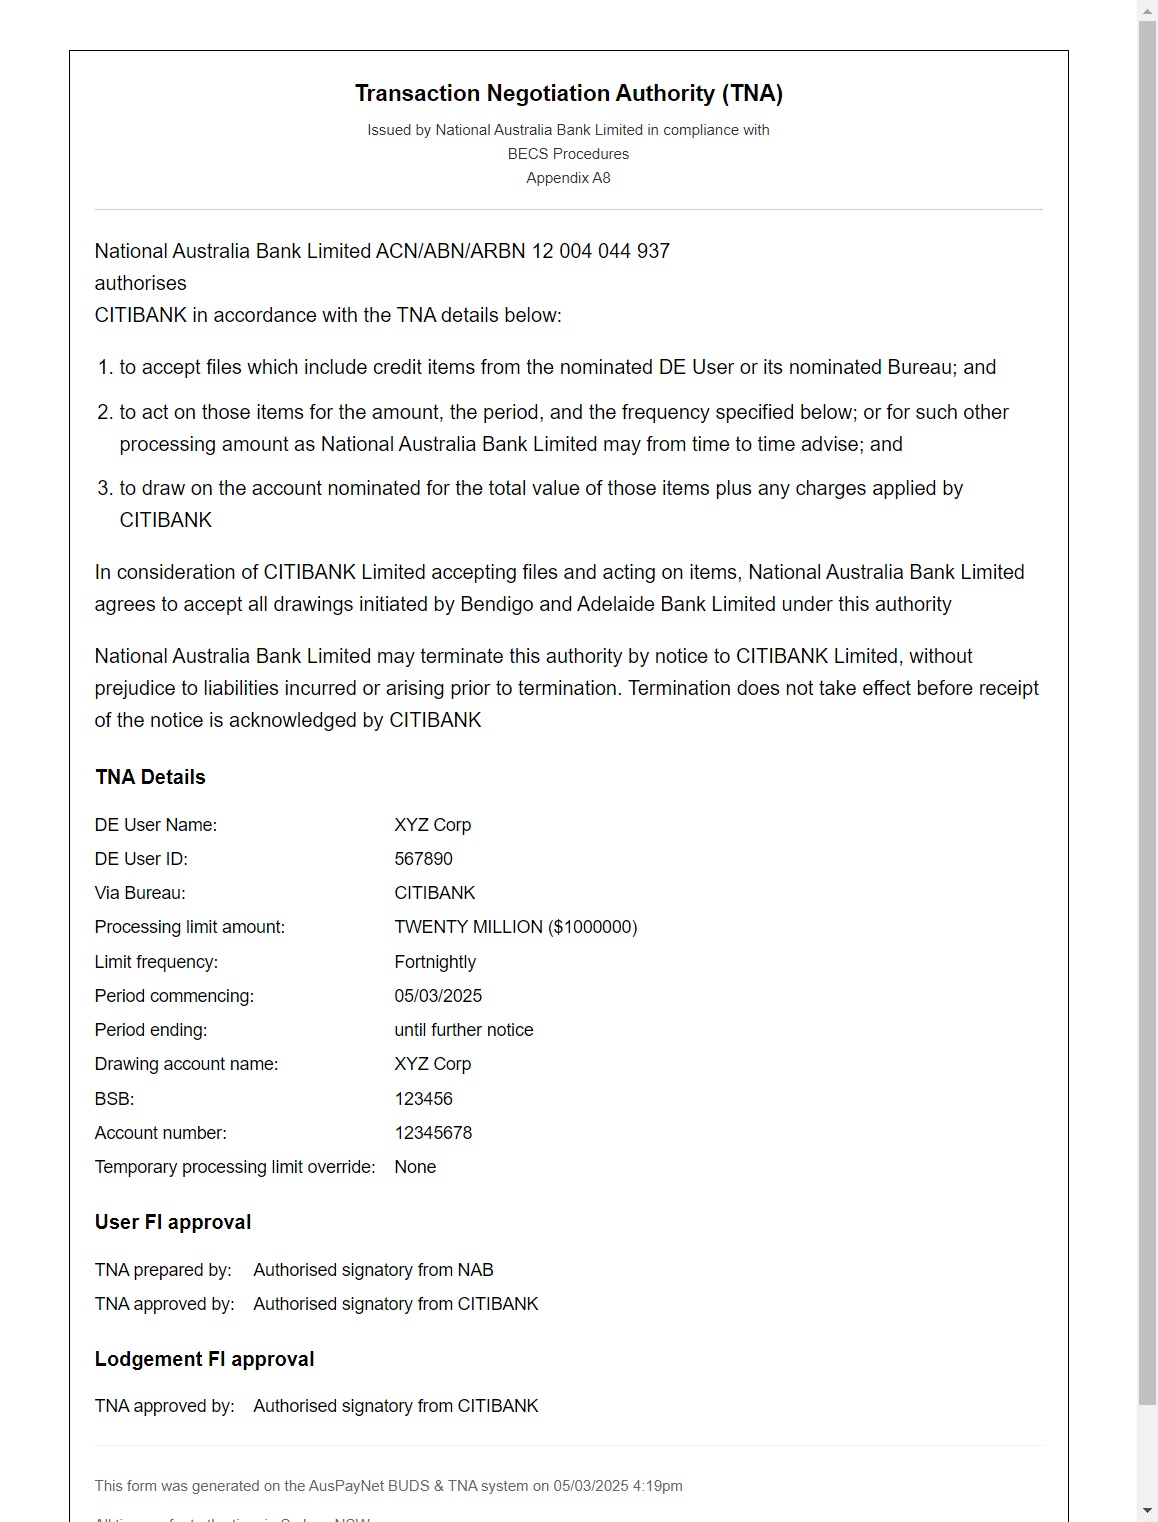 Transaction Negotiation Authority (TNA)
Issued by National Australia Bank Limited in compliance with
BECS Procedures
Appendix A8
National Australia Bank Limited ACN/ABN/ARBN 12 004 044 937
authorises
CITIBANK in accordance with the TNA details below:
1. to accept files which include credit items from the nominated DE User or its nominated Bureau; and
2. to act on those items for the amount, the period, and the frequency specified below; or for such other
processing amount as National Australia Bank Limited may from time to time advise; and
3. to draw on the account nominated for the total value of those items plus any charges applied by
CITIBANK
In consideration of CITIBANK Limited accepting files and acting on items, National Australia Bank Limited
agrees to accept all drawings initiated by Bendigo and Adelaide Bank Limited under this authority
National Australia Bank Limited may terminate this authority by notice to CITIBANK Limited, without
prejudice to liabilities incurred or arising prior to termination. Termination does not take effect before receipt
of the notice is acknowledged by CITIBANK
TNA Details
DE User Name: XYZ Corp
DE User ID: 567890
Via Bureau: CITIBANK
Processing limit amount: TWENTY MILLION ($1000000)
Limit frequency: Fortnightly
Period commencing: 05/03/2025
Period ending: until further notice
Drawing account name: XYZ Corp
BSB: 123456
Account number: 12345678
Temporary processing limit override: None
User FI approval
TNA prepared by: Authorised signatory from NAB
TNA approved by: Authorised signatory from CITIBANK
Lodgement FI approval
TNA approved by: Authorised signatory from CITIBANK
This form was generated on the AusPayNet BUDS & TNA system on 05/03/2025 4:19pm